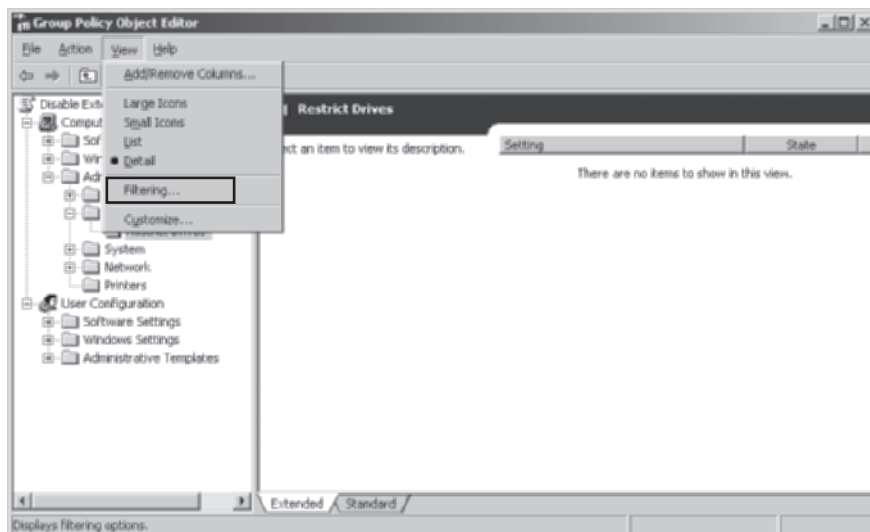 Group Policy Object Editor
File Action View Help
Add/Remove Columns...
Large Icons
Small Icons
List
Detail
Filtering...
Customize...
Disable Ext
Comput
Sof
Wir
Adr
System
Network
Printers
User Configuration
Software Settings
Windows Settings
Administrative Templates
Restrict Drives
ect an item to view its description.
Setting State
There are no items to show in this view.
Extended Standard
Displays filtering options.